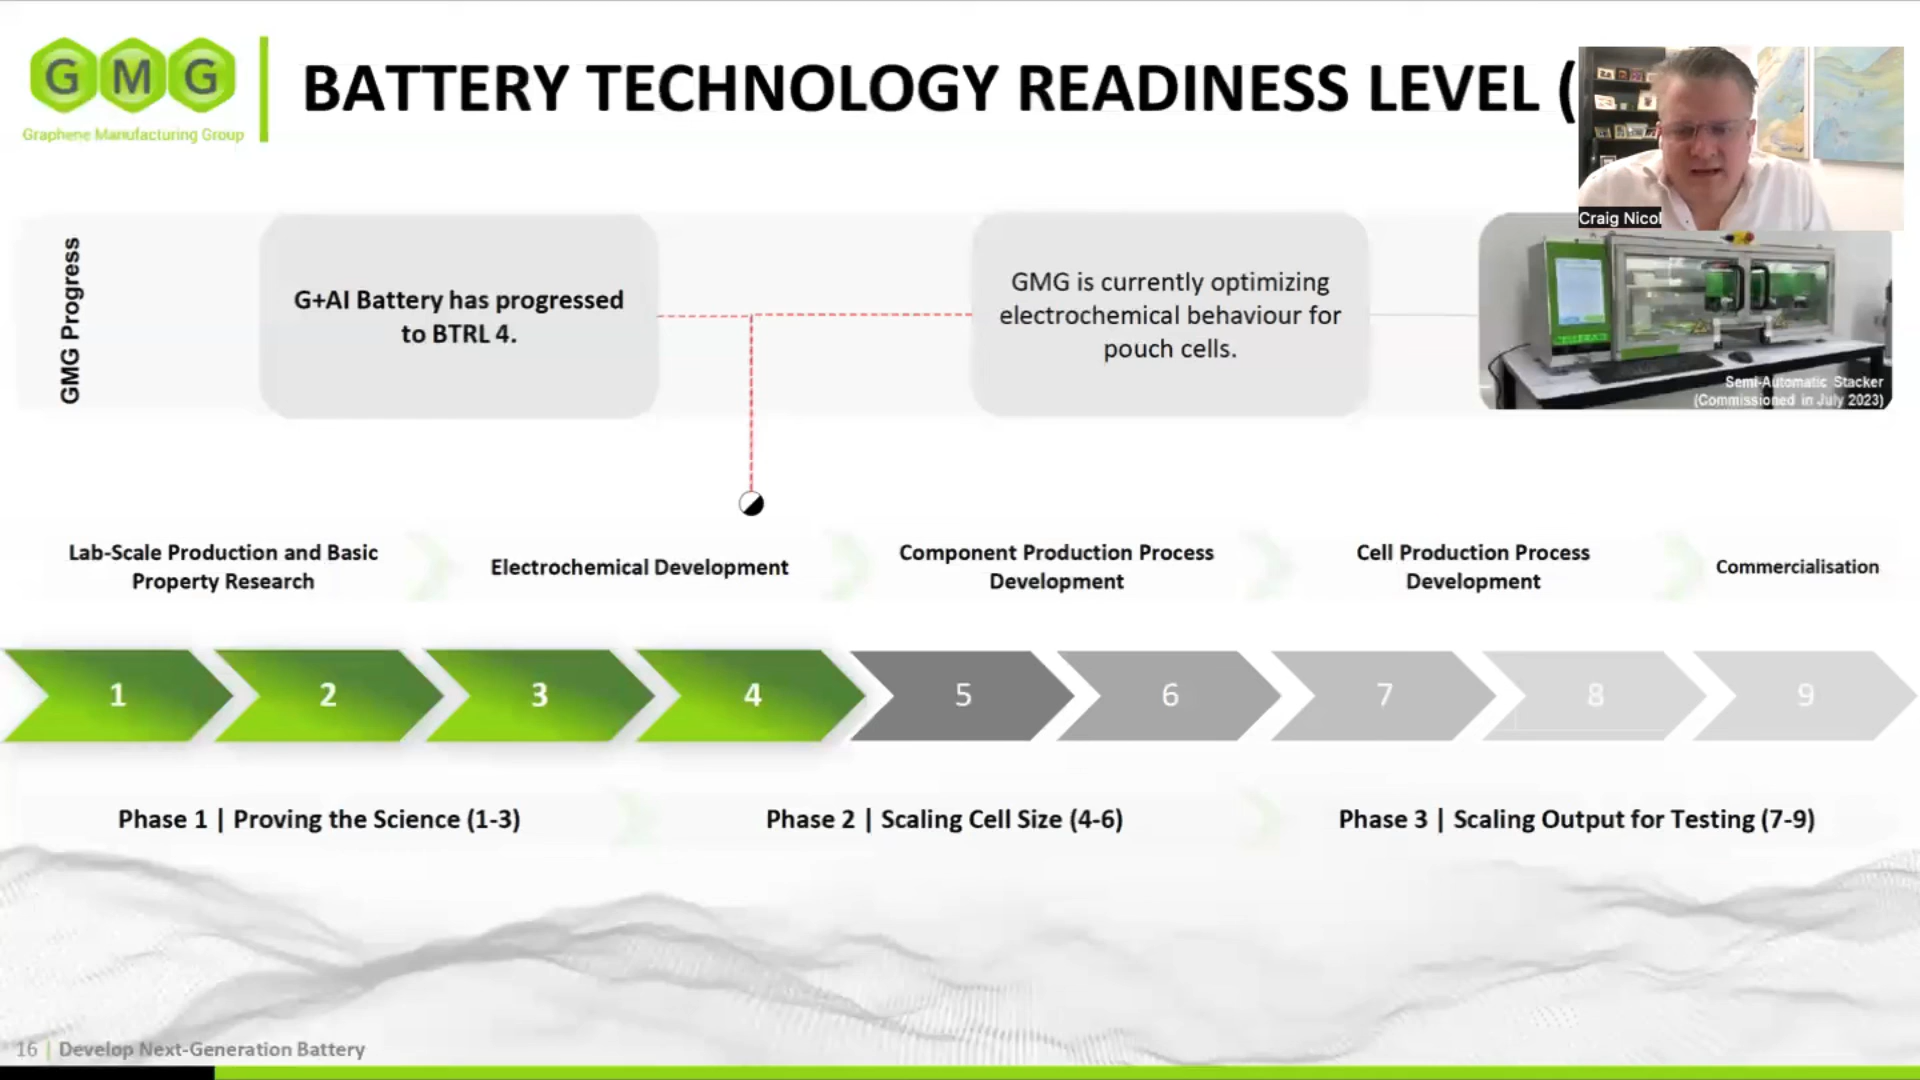 GMG
Graphene Manufacturing Group
BATTERY TECHNOLOGY READINESS LEVEL (
Craig Nicol
GMG Progress
G+AI Battery has progressed
to BTRL 4.
GMG is currently optimizing
electrochemical behaviour for
pouch cells.
Semi-Automatic Stacker
(Commissioned in July 2023)
Lab-Scale Production and Basic
Property Research
Electrochemical Development
Component Production Process
Development
Cell Production Process
Development
Commercialisation
1 2 3 4 5 6 7 8 9
Phase 1 | Proving the Science (1-3)
Phase 2 | Scaling Cell Size (4-6)
Phase 3 | Scaling Output for Testing (7-9)
16 | Develop Next-Generation Battery